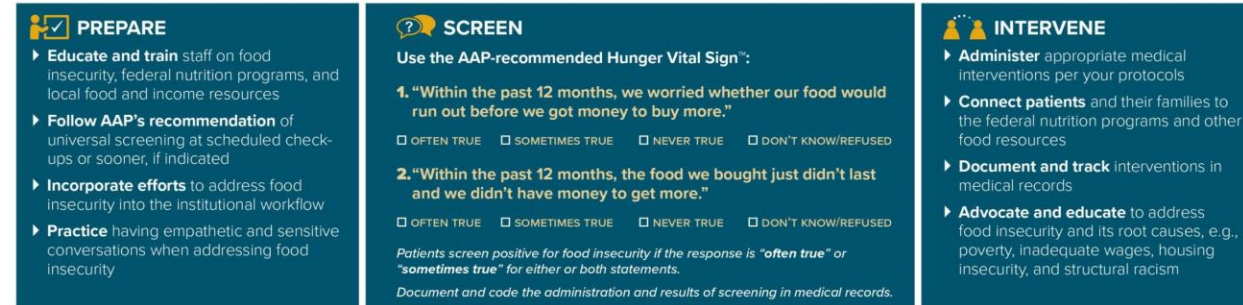 PREPARE
Educate and train staff on food
insecurity, federal nutrition programs, and
local food and income resources
Follow AAP's recommendation of
universal screening at scheduled check-
ups or sooner, if indicated
Incorporate efforts to address food
insecurity into the institutional workflow
Practice having empathetic and sensitive
conversations when addressing food
insecurity
SCREEN
Use the AAP-recommended Hunger Vital Sign™:
1. “Within the past 12 months, we worried whether our food would
run out before we got money to buy more.”
☐ OFTEN TRUE ☐ SOMETIMES TRUE ☐ NEVER TRUE ☐ DON'T KNOW/REFUSED
2. “Within the past 12 months, the food we bought just didn't last
and we didn't have money to get more.”
☐ OFTEN TRUE ☐ SOMETIMES TRUE ☐ NEVER TRUE ☐ DON'T KNOW/REFUSED
Patients screen positive for food insecurity if the response is “often true” or
“sometimes true” for either or both statements.
Document and code the administration and results of screening in medical records.
INTERVENE
Administer appropriate medical
interventions per your protocols
Connect patients and their families to
the federal nutrition programs and other
food resources
Document and track interventions in
medical records
Advocate and educate to address
food insecurity and its root causes, e.g.,
poverty, inadequate wages, housing
insecurity, and structural racism